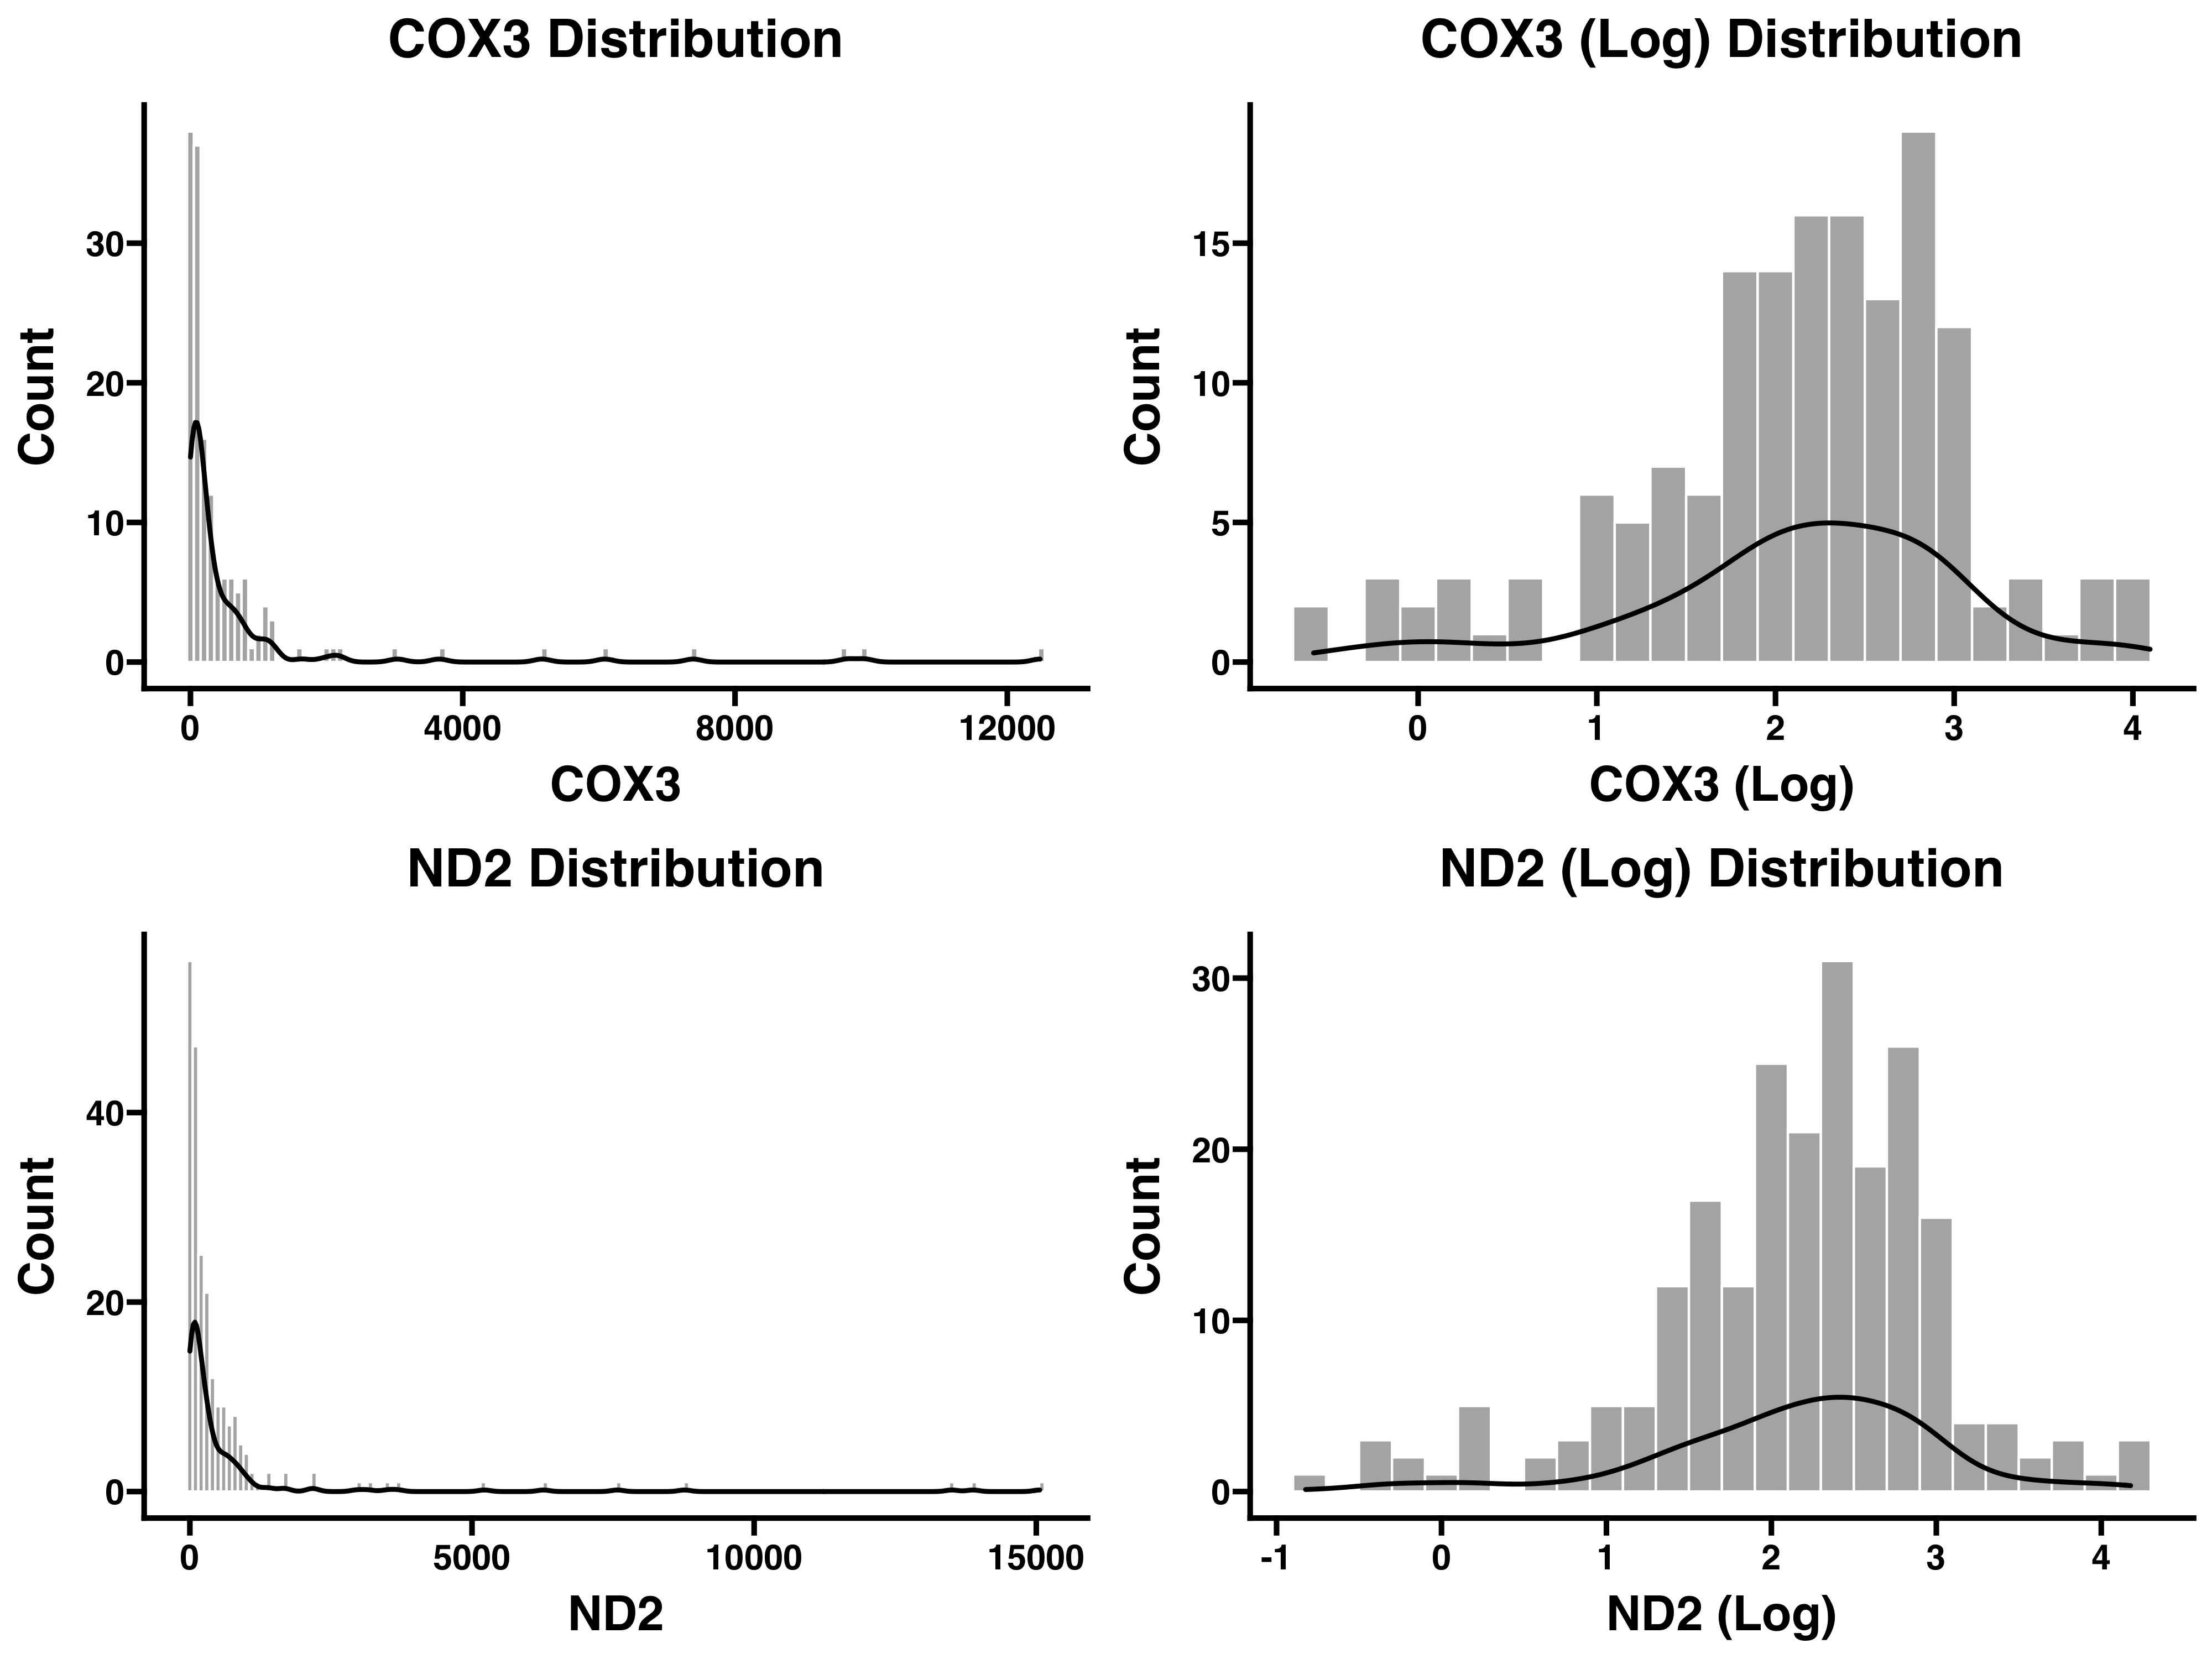 COX3 Distribution
Count
30
20
10
0
0 4000 8000 12000
COX3
COX3 (Log) Distribution
Count
15
10
5
0
0 1 2 3 4
COX3 (Log)
ND2 Distribution
Count
40
20
0
0 5000 10000 15000
ND2
ND2 (Log) Distribution
Count
30
20
10
0
-1 0 1 2 3 4
ND2 (Log)